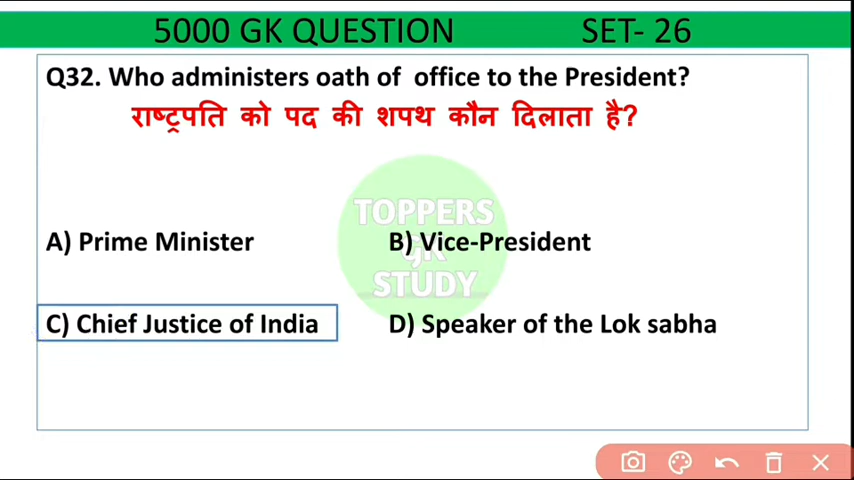 5000 GK QUESTION SET- 26
Q32. Who administers oath of office to the President?
राष्ट्रपति को पद की शपथ कौन दिलाता है?
TOPPERS
GK
STUDY
A) Prime Minister B) Vice-President
C) Chief Justice of India D) Speaker of the Lok sabha